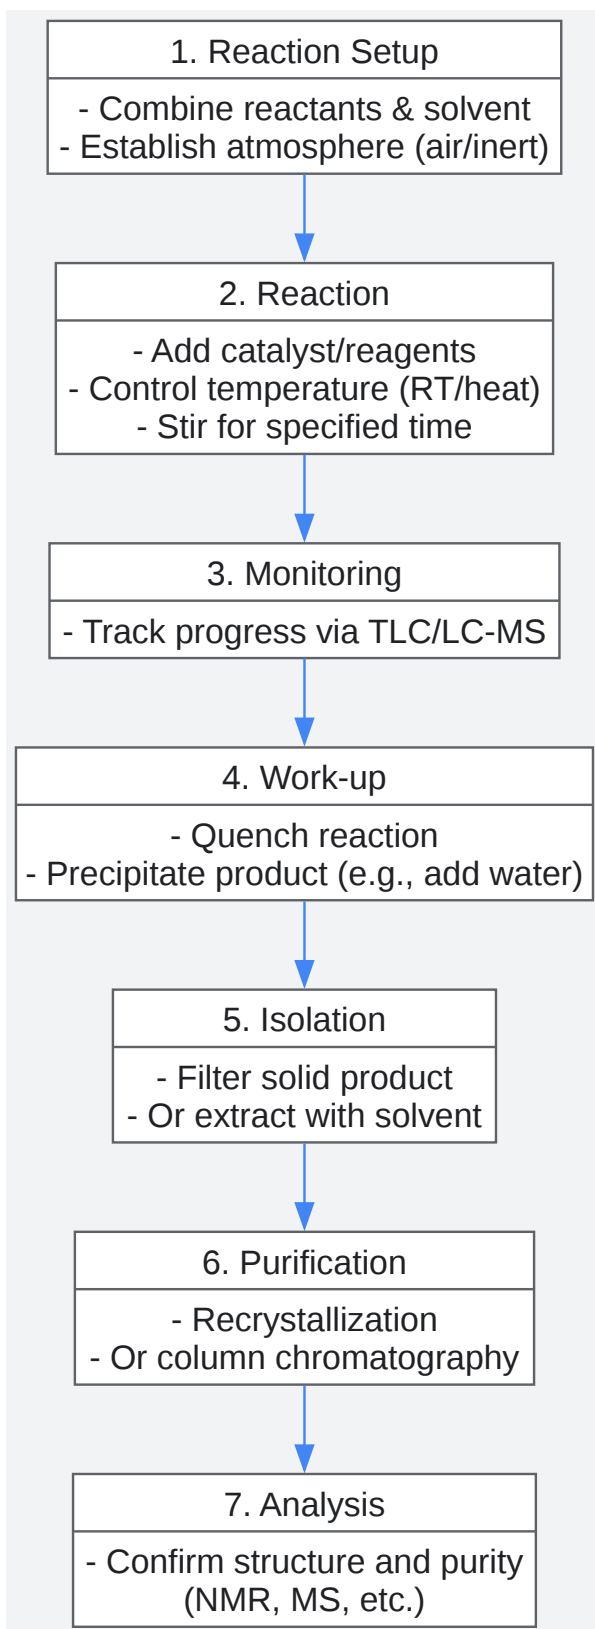 1. Reaction Setup
- Combine reactants & solvent
- Establish atmosphere (air/inert)
2. Reaction
- Add catalyst/reagents
- Control temperature (RT/heat)
- Stir for specified time
3. Monitoring
- Track progress via TLC/LC-MS
4. Work-up
- Quench reaction
- Precipitate product (e.g., add water)
5. Isolation
- Filter solid product
- Or extract with solvent
6. Purification
- Recrystallization
- Or column chromatography
7. Analysis
- Confirm structure and purity
(NMR, MS, etc.)